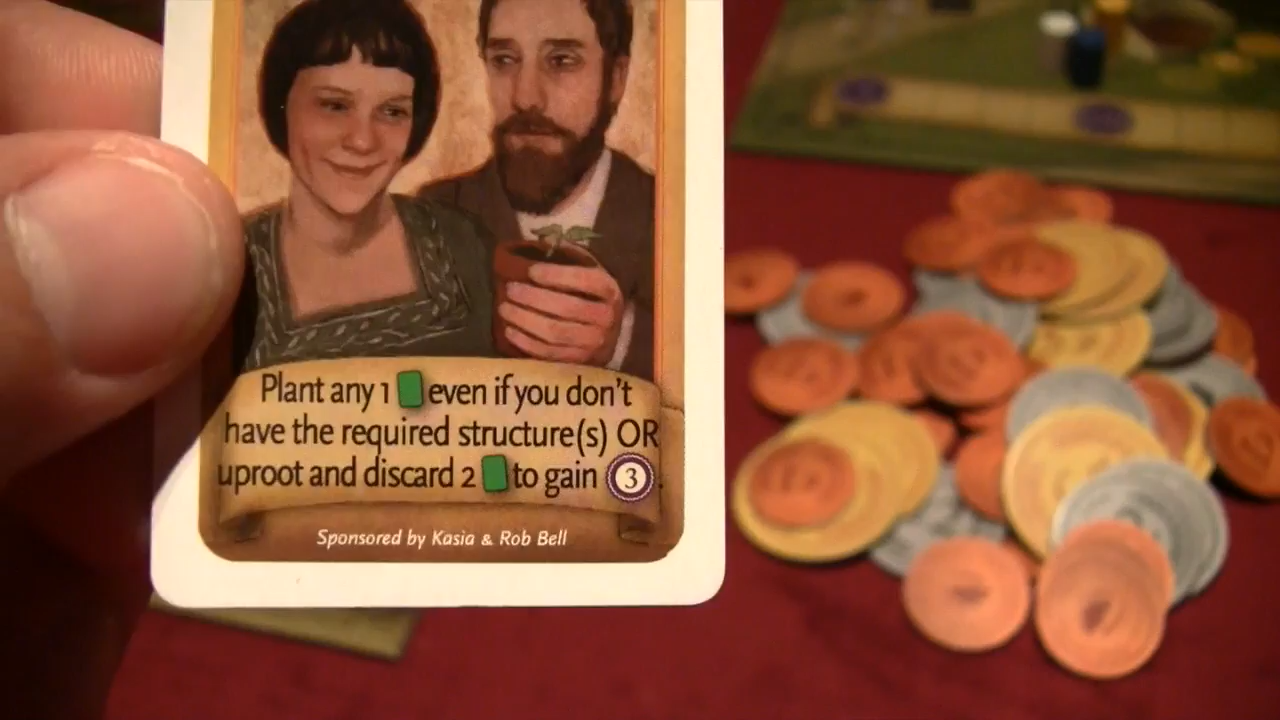 Plant any 1 even if you don't
have the required structure(s) OR
uproot and discard 2 to gain 3.
Sponsored by Kasia & Rob Bell